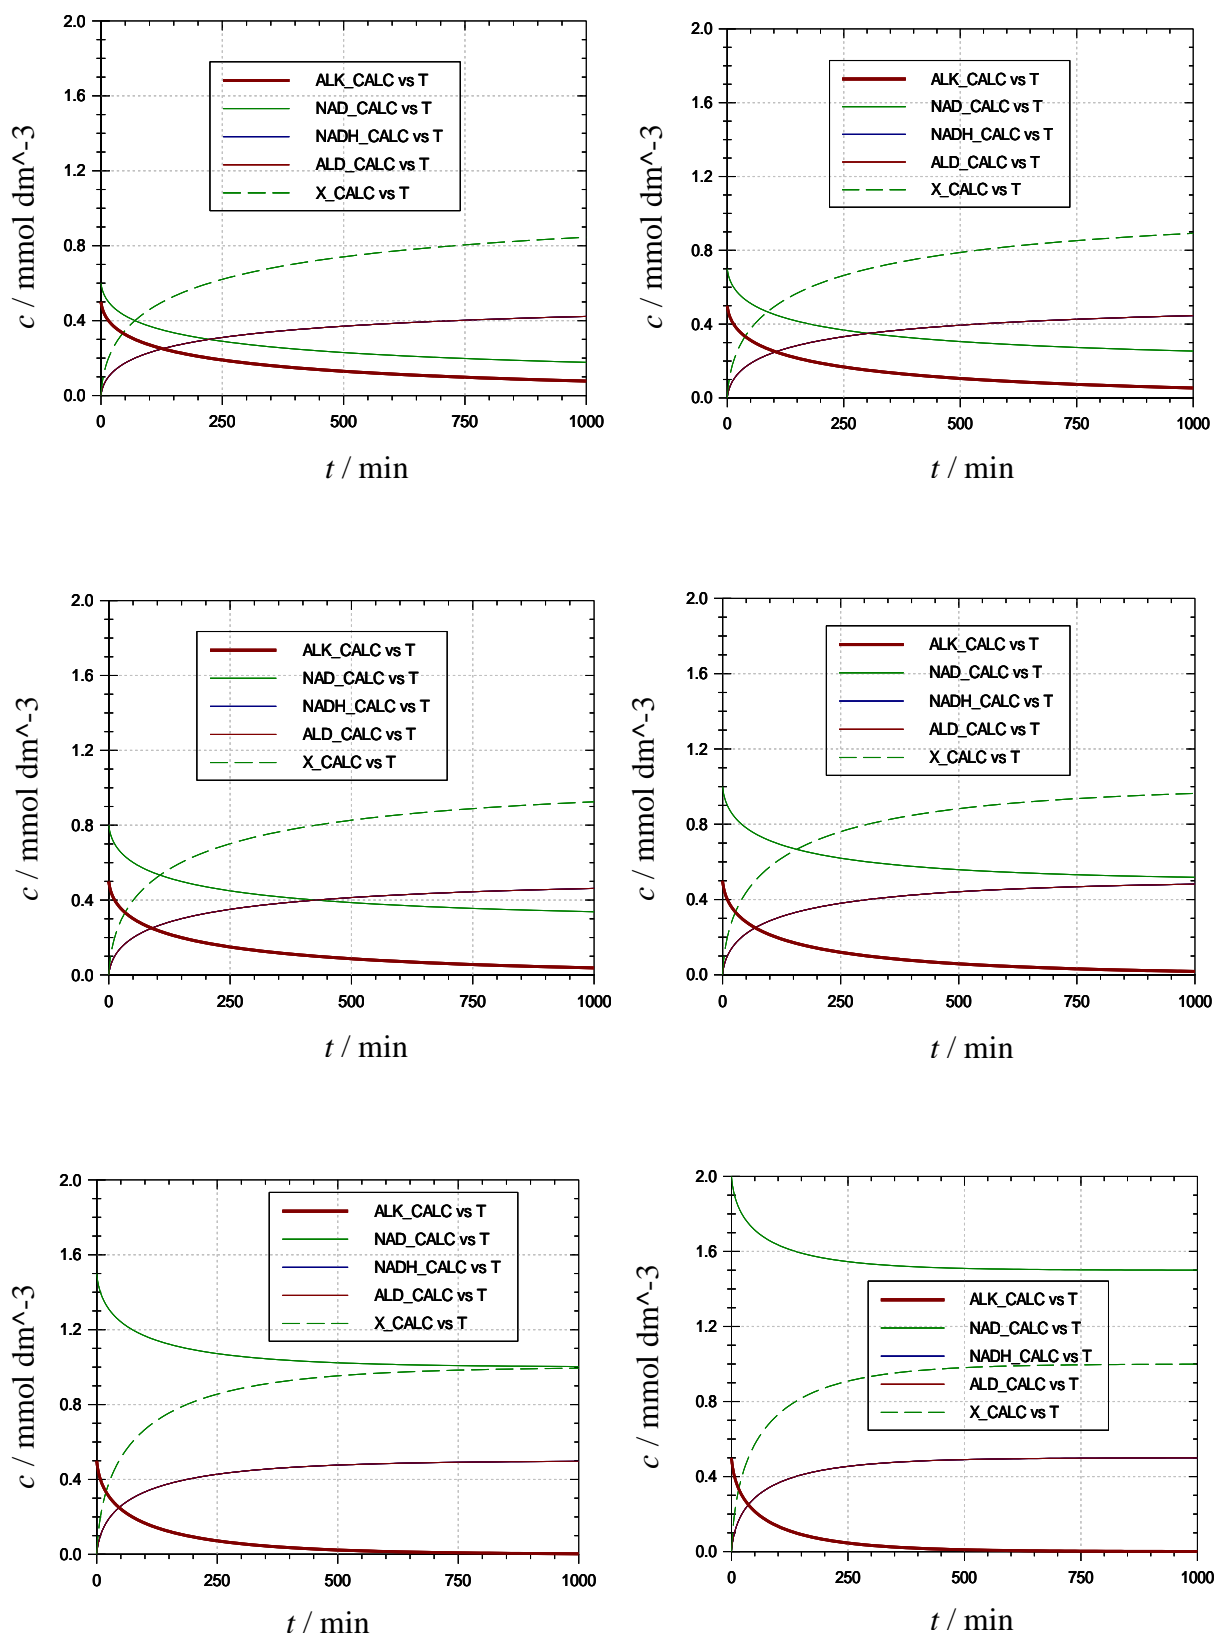 2.0
1.6
1.2
0.8
0.4
0.0
c / mmol dm^-3
ALK_CALC vs T
NAD_CALC vs T
NADH_CALC vs T
ALD_CALC vs T
X_CALC vs T
0 250 500 750 1000
t / min
2.0
1.6
1.2
0.8
0.4
0.0
c / mmol dm^-3
ALK_CALC vs T
NAD_CALC vs T
NADH_CALC vs T
ALD_CALC vs T
X_CALC vs T
0 250 500 750 1000
t / min
2.0
1.6
1.2
0.8
0.4
0.0
c / mmol dm^-3
ALK_CALC vs T
NAD_CALC vs T
NADH_CALC vs T
ALD_CALC vs T
X_CALC vs T
0 250 500 750 1000
t / min
2.0
1.6
1.2
0.8
0.4
0.0
c / mmol dm^-3
ALK_CALC vs T
NAD_CALC vs T
NADH_CALC vs T
ALD_CALC vs T
X_CALC vs T
0 250 500 750 1000
t / min
2.0
1.6
1.2
0.8
0.4
0.0
c / mmol dm^-3
ALK_CALC vs T
NAD_CALC vs T
NADH_CALC vs T
ALD_CALC vs T
X_CALC vs T
0 250 500 750 1000
t / min
2.0
1.6
1.2
0.8
0.4
0.0
c / mmol dm^-3
ALK_CALC vs T
NAD_CALC vs T
NADH_CALC vs T
ALD_CALC vs T
X_CALC vs T
0 250 500 750 1000
t / min